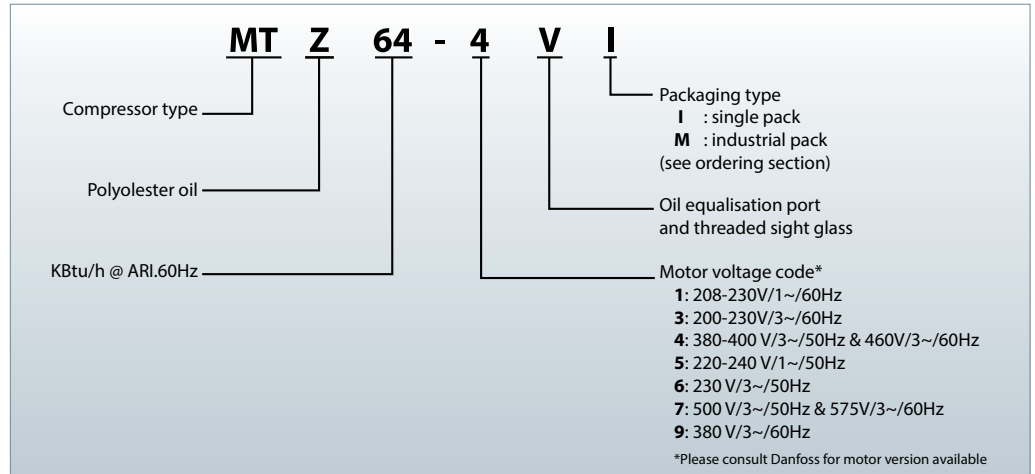 MT Z 64 - 4 V I
Compressor type
Polyolester oil
KBtu/h @ ARI.60Hz
Packaging type
I : single pack
M : industrial pack
(see ordering section)
Oil equalisation port
and threaded sight glass
Motor voltage code*
1: 208-230V/1~/60Hz
3: 200-230V/3~/60Hz
4: 380-400 V/3~/50Hz & 460V/3~/60Hz
5: 220-240 V/1~/50Hz
6: 230 V/3~/50Hz
7: 500 V/3~/50Hz & 575V/3~/60Hz
9: 380 V/3~/60Hz
*Please consult Danfoss for motor version available